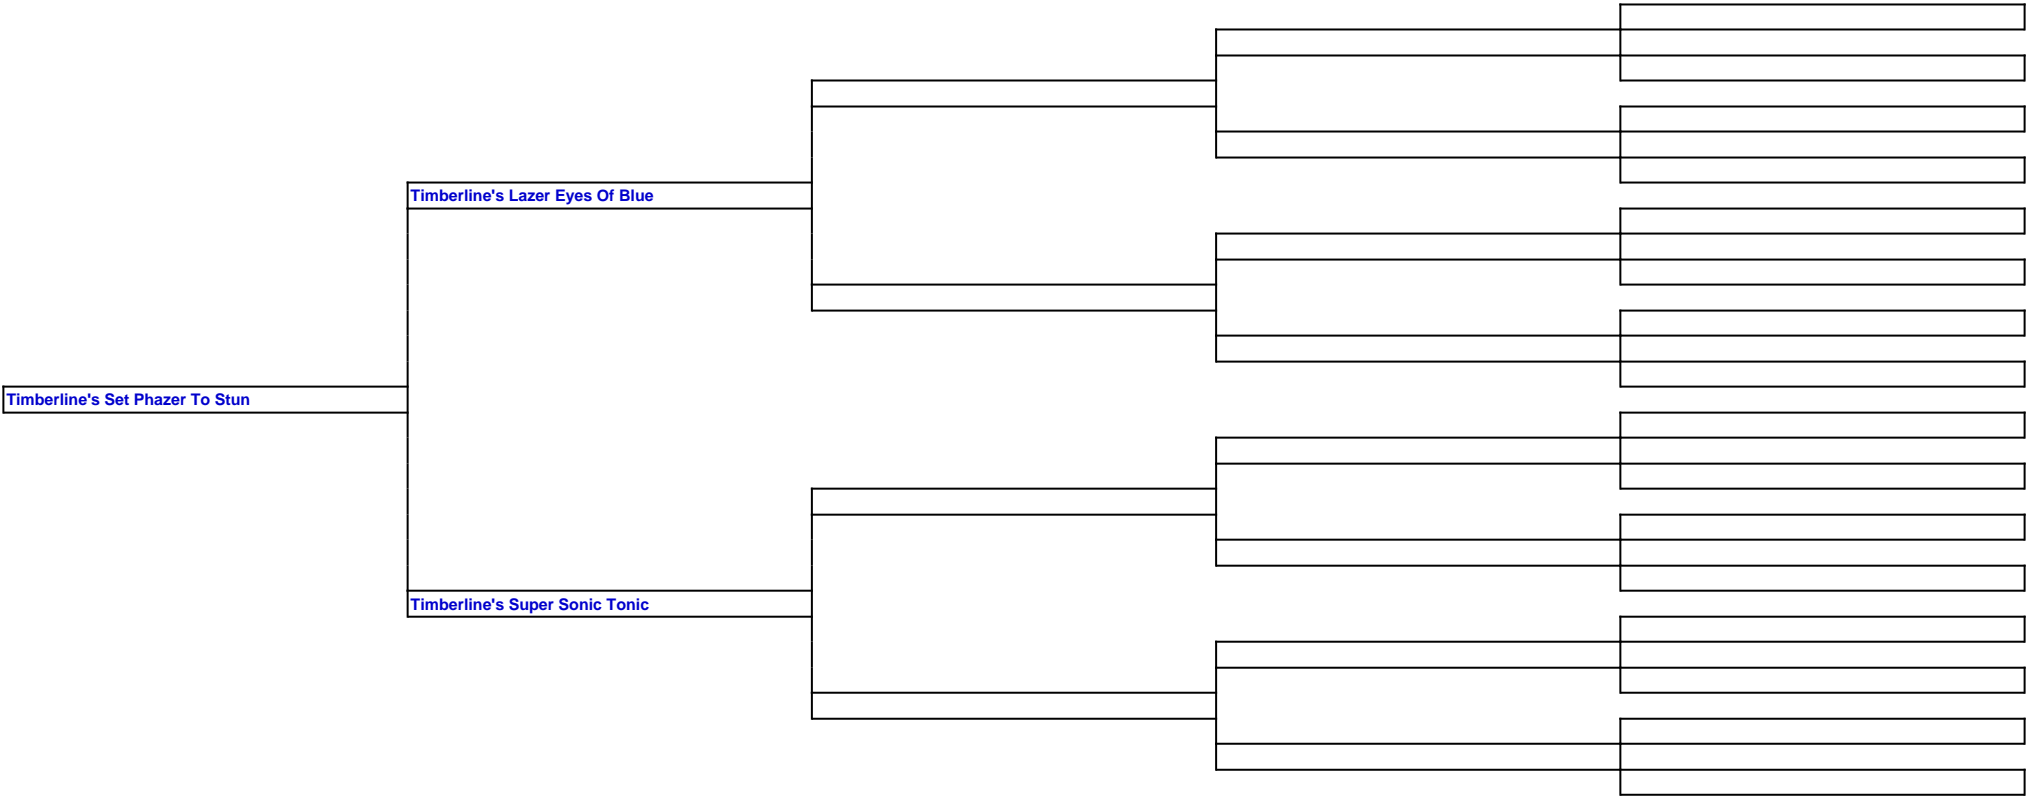 Timberline's Lazer Eyes Of Blue
Timberline's Set Phazer To Stun
Timberline's Super Sonic Tonic